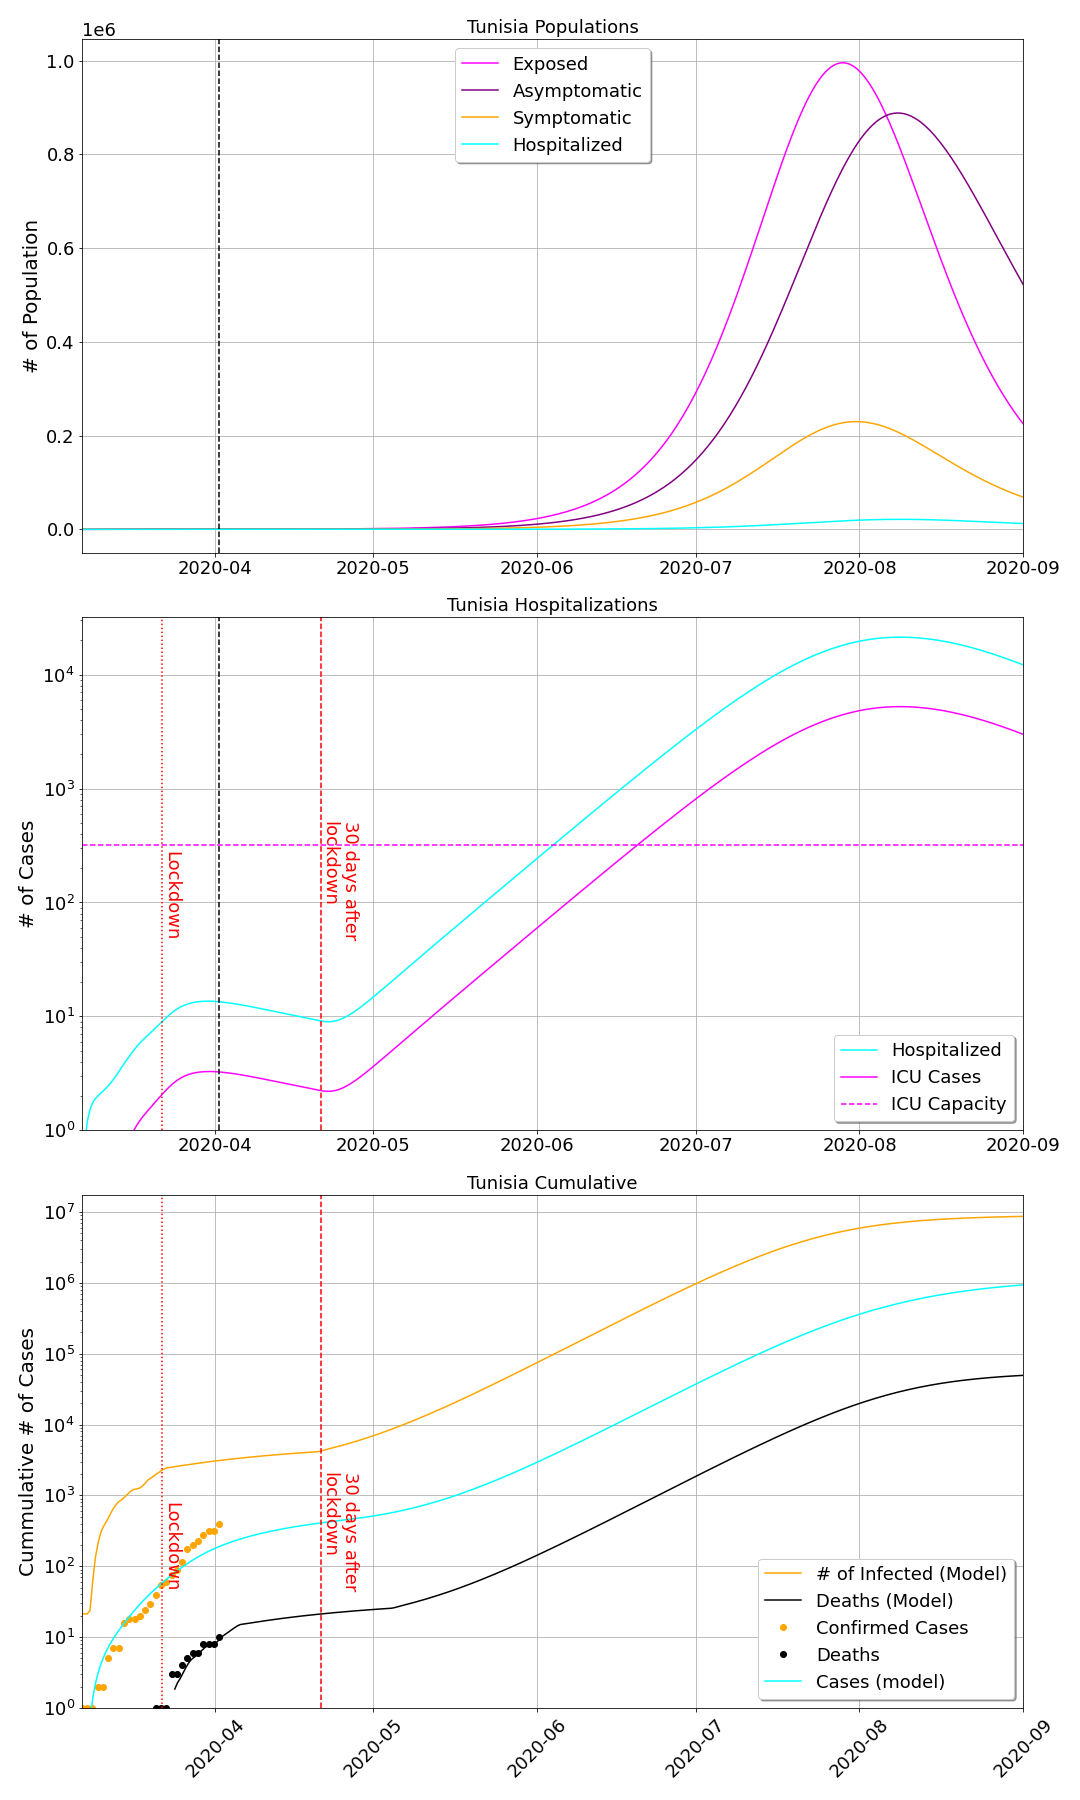 Tunisia Populations
1e6
1.0
0.8
0.6
0.4
0.2
0.0
# of Population
Exposed
Asymptomatic
Symptomatic
Hospitalized
2020-04 2020-05 2020-06 2020-07 2020-08 2020-09
Tunisia Hospitalizations
10^4
10^3
10^2
10^1
10^0
# of Cases
Lockdown
30 days after
lockdown
Hospitalized
ICU Cases
ICU Capacity
2020-04 2020-05 2020-06 2020-07 2020-08 2020-09
Tunisia Cumulative
10^7
10^6
10^5
10^4
10^3
10^2
10^1
10^0
Cummulative # of Cases
Lockdown
30 days after
lockdown
# of Infected (Model)
Deaths (Model)
Confirmed Cases
Deaths
Cases (model)
2020-04 2020-05 2020-06 2020-07 2020-08 2020-09